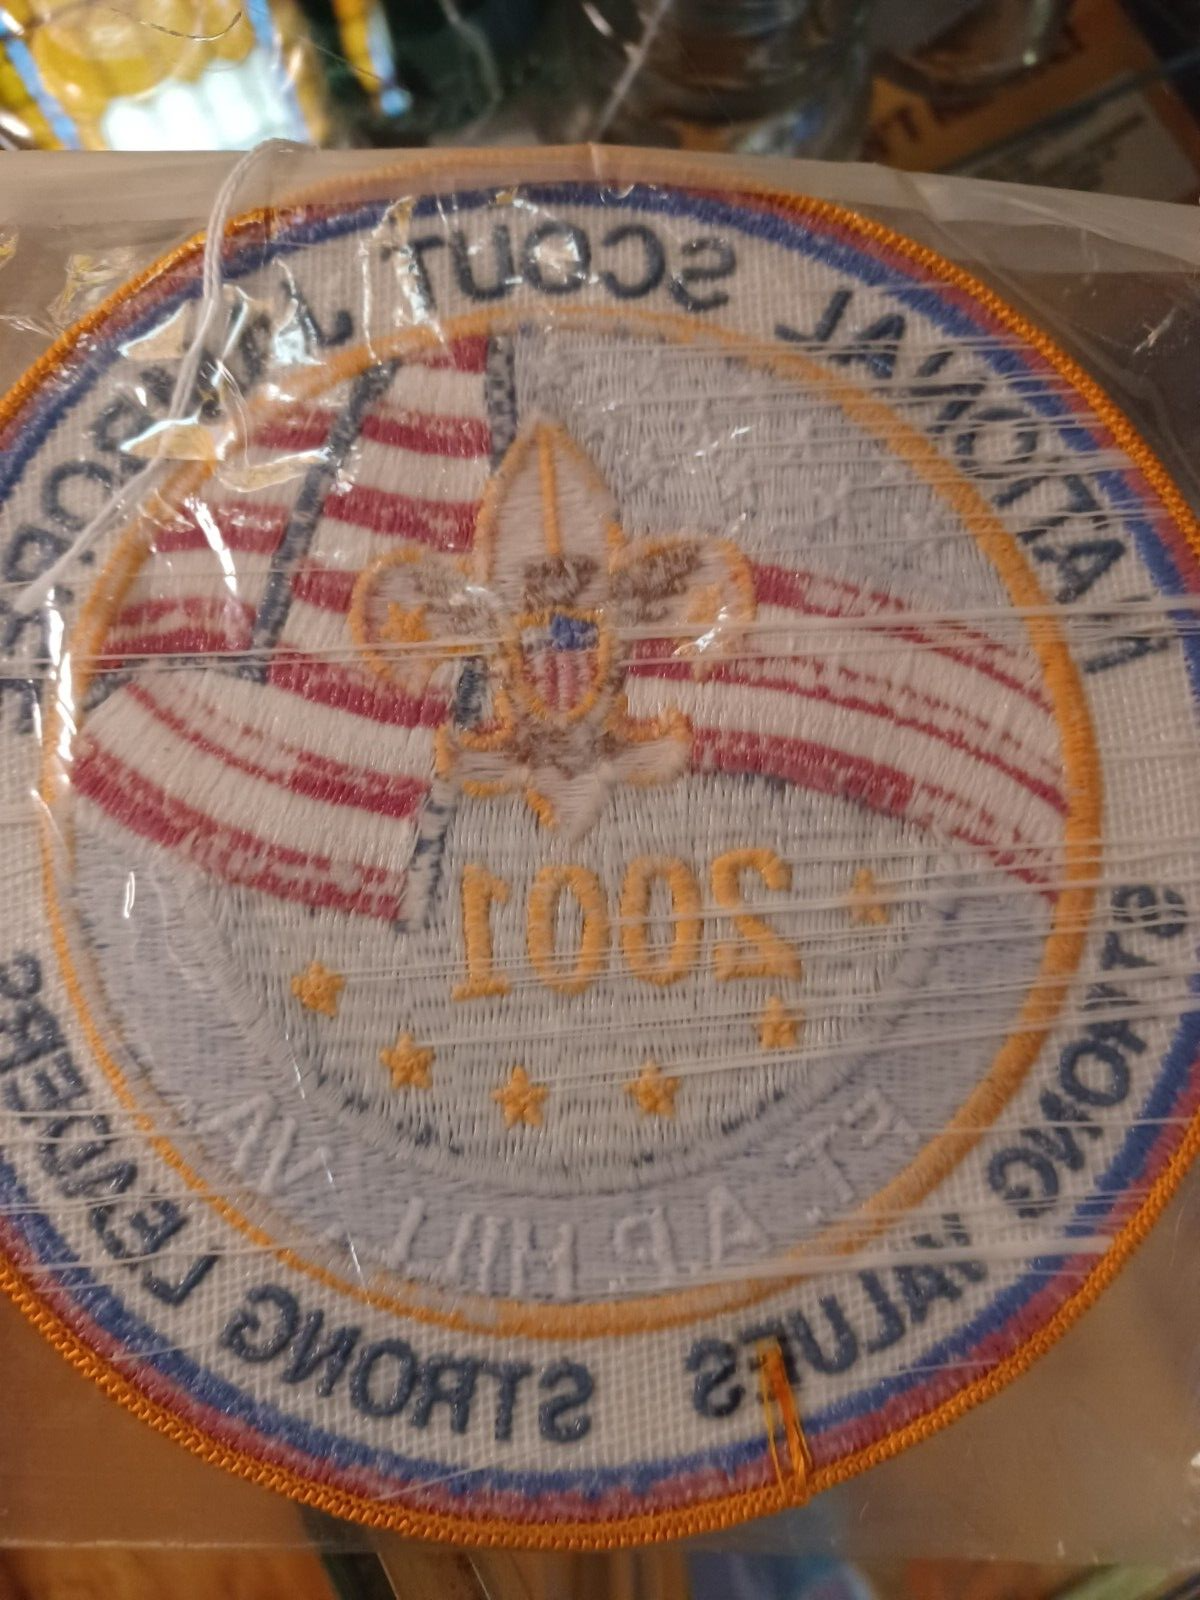 NATIONAL SCOUT JAMBOREE
2001
FT A.P. HILL VA.
STRONG VALUES
STRONG LEADERS